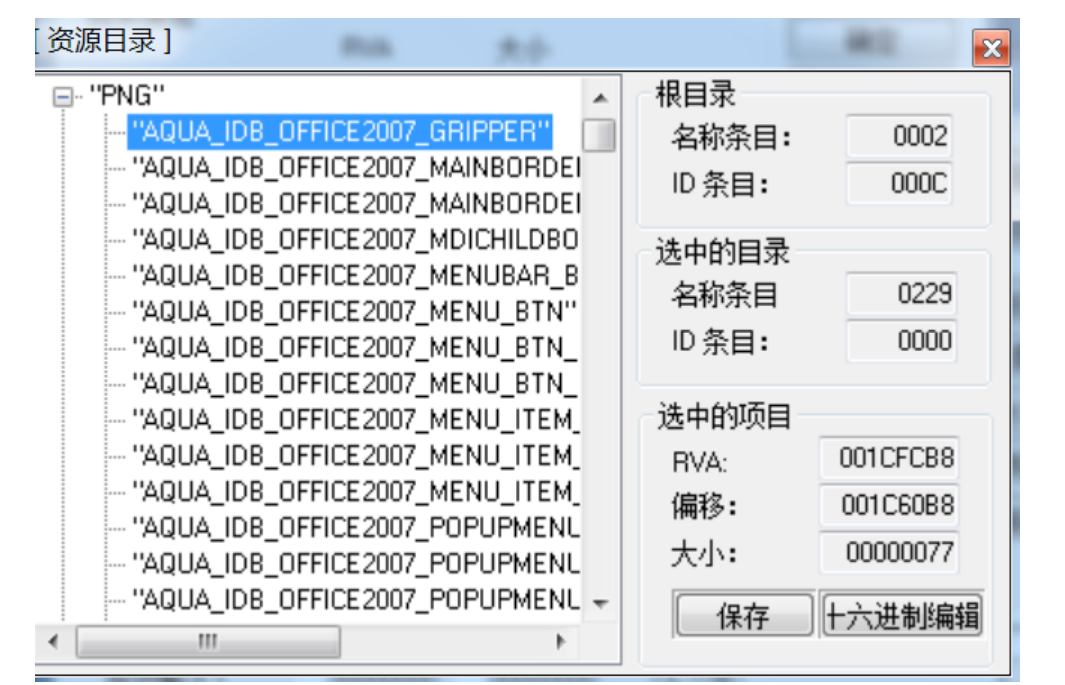 [ 资源目录 ]
"PNG"
"AQUA_IDB_OFFICE2007_GRIPPER"
"AQUA_IDB_OFFICE2007_MAINBORDEI
"AQUA_IDB_OFFICE2007_MAINBORDEI
"AQUA_IDB_OFFICE2007_MDICHILDBO
"AQUA_IDB_OFFICE2007_MENUBAR_B
"AQUA_IDB_OFFICE2007_MENU_BTN"
"AQUA_IDB_OFFICE2007_MENU_BTN_
"AQUA_IDB_OFFICE2007_MENU_BTN_
"AQUA_IDB_OFFICE2007_MENU_ITEM_
"AQUA_IDB_OFFICE2007_MENU_ITEM_
"AQUA_IDB_OFFICE2007_MENU_ITEM_
"AQUA_IDB_OFFICE2007_POPUPMENU
"AQUA_IDB_OFFICE2007_POPUPMENU
"AQUA_IDB_OFFICE2007_POPUPMENU
根目录
名称条目: 0002
ID 条目: 000C
选中的目录
名称条目 0229
ID 条目: 0000
选中的项目
RVA: 001CFCB8
偏移: 001C60B8
大小: 00000077
保存 十六进制编辑